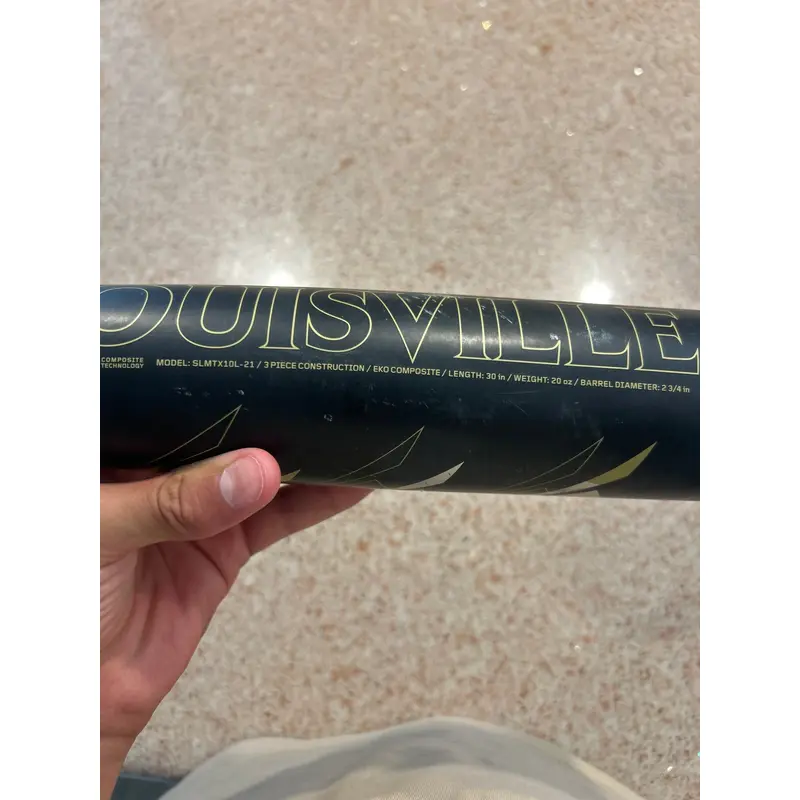 OUISVILLE
COMPOSITE
TECHNOLOGY
MODEL: SLMTX10L-21 / 3 PIECE CONSTRUCTION / EKO COMPOSITE / LENGTH: 30 in / WEIGHT: 20 oz / BARREL DIAMETER: 2 3/4 in